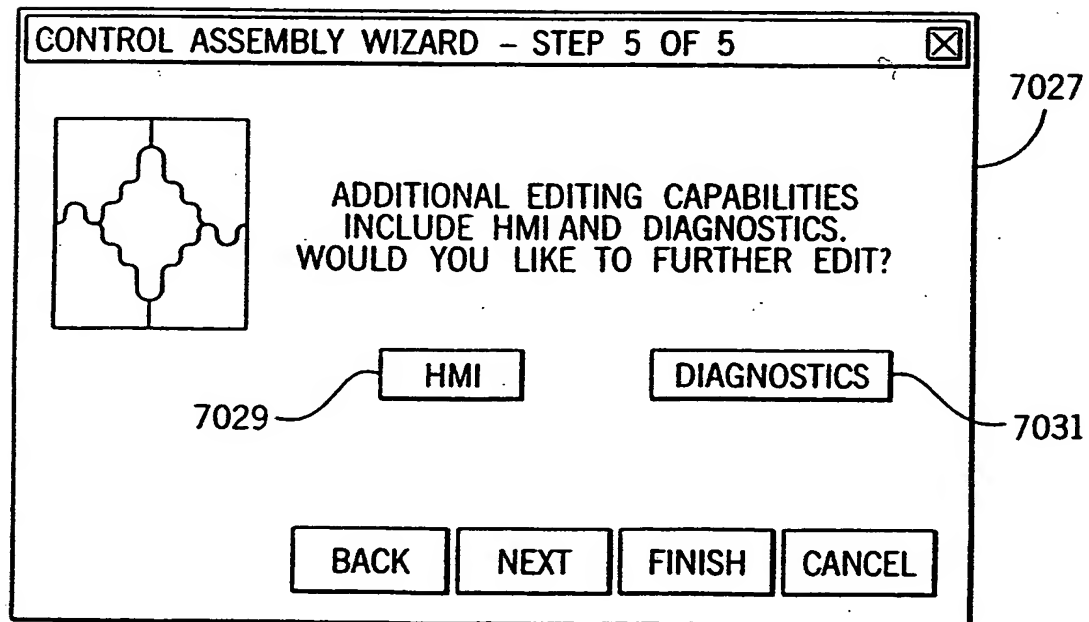 CONTROL ASSEMBLY WIZARD – STEP 5 OF 5
7027
ADDITIONAL EDITING CAPABILITIES
INCLUDE HMI AND DIAGNOSTICS.
WOULD YOU LIKE TO FURTHER EDIT?
HMI
DIAGNOSTICS
7029
7031
BACK
NEXT
FINISH
CANCEL